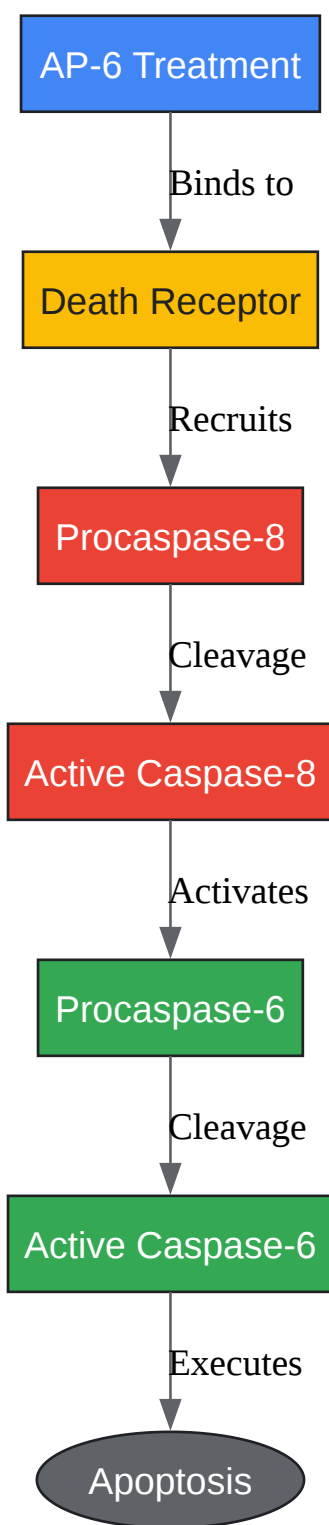 AP-6 Treatment
Binds to
Death Receptor
Recruits
Procaspase-8
Cleavage
Active Caspase-8
Activates
Procaspase-6
Cleavage
Active Caspase-6
Executes
Apoptosis